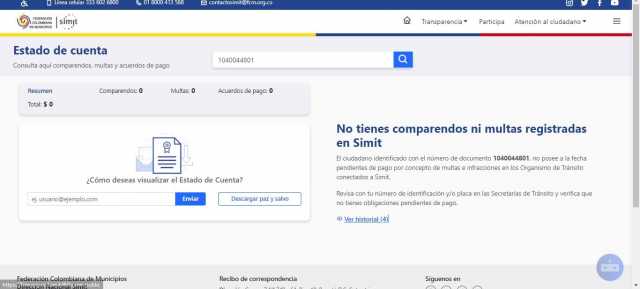 Línea celular 333 602 6800 01 8000 413 588 contactosimit@fcm.org.co
FEDERACIÓN COLOMBIANA DE MUNICIPIOS simit
Transparencia Participa Atención al ciudadano
Estado de cuenta
Consulta aquí comparendos, multas y acuerdos de pago
1040044801
Resumen Comparendos: 0 Multas: 0 Acuerdos de pago: 0
Total: $ 0
No tienes comparendos ni multas registradas
en Simit
El ciudadano identificado con el número de documento 1040044801, no posee a la fecha
pendientes de pago por concepto de multas e infracciones en los Organismo de Tránsito
conectados a Simit.
Revisa con tu número de identificación y/o placa en las Secretarías de Tránsito y verifica que
no tienes obligaciones pendientes de pago.
Ver historial (4)
¿Cómo deseas visualizar el Estado de Cuenta?
ej. usuario@ejemplo.com Enviar Descargar paz y salvo
Federación Colombiana de Municipios
Dirección Nacional Simit
Recibo de correspondencia
Síguenos en